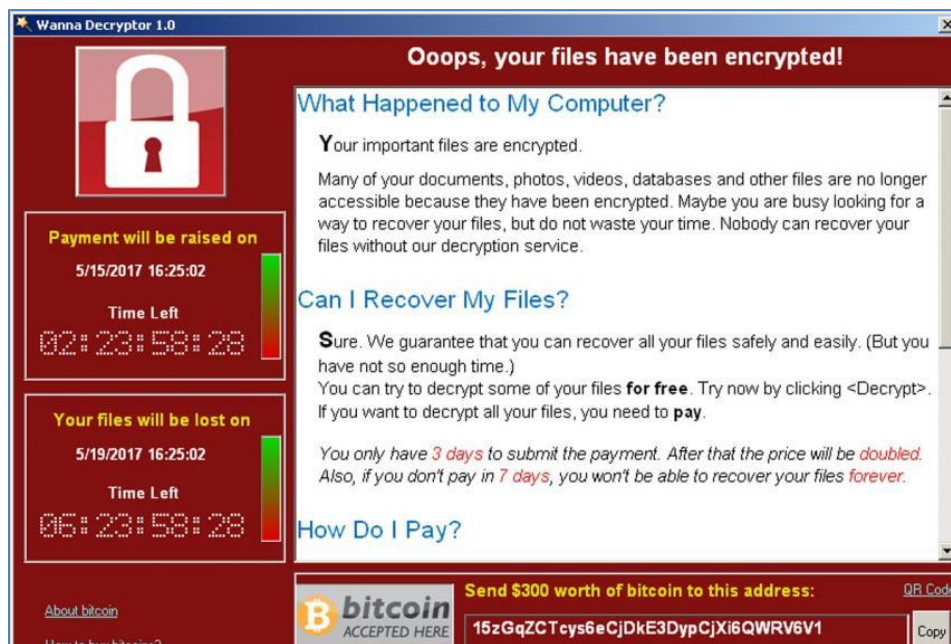 Wanna Decryptor 1.0
Ooops, your files have been encrypted!
What Happened to My Computer?
Your important files are encrypted.
Many of your documents, photos, videos, databases and other files are no longer
accessible because they have been encrypted. Maybe you are busy looking for a
way to recover your files, but do not waste your time. Nobody can recover your
files without our decryption service.
Can I Recover My Files?
Sure. We guarantee that you can recover all your files safely and easily. (But you
have not so enough time.)
You can try to decrypt some of your files for free. Try now by clicking <Decrypt>.
If you want to decrypt all your files, you need to pay.
You only have 3 days to submit the payment. After that the price will be doubled.
Also, if you don't pay in 7 days, you won't be able to recover your files forever.
How Do I Pay?
Payment will be raised on
5/15/2017 16:25:02
Time Left
02:23:58:28
Your files will be lost on
5/19/2017 16:25:02
Time Left
06:23:58:28
About bitcoin
How to buy bitcoins?
bitcoin
ACCEPTED HERE
Send $300 worth of bitcoin to this address:
QR Code
15zGqZCTcys6eCjDkE3DypCjXi6QWRV6V1
Copy